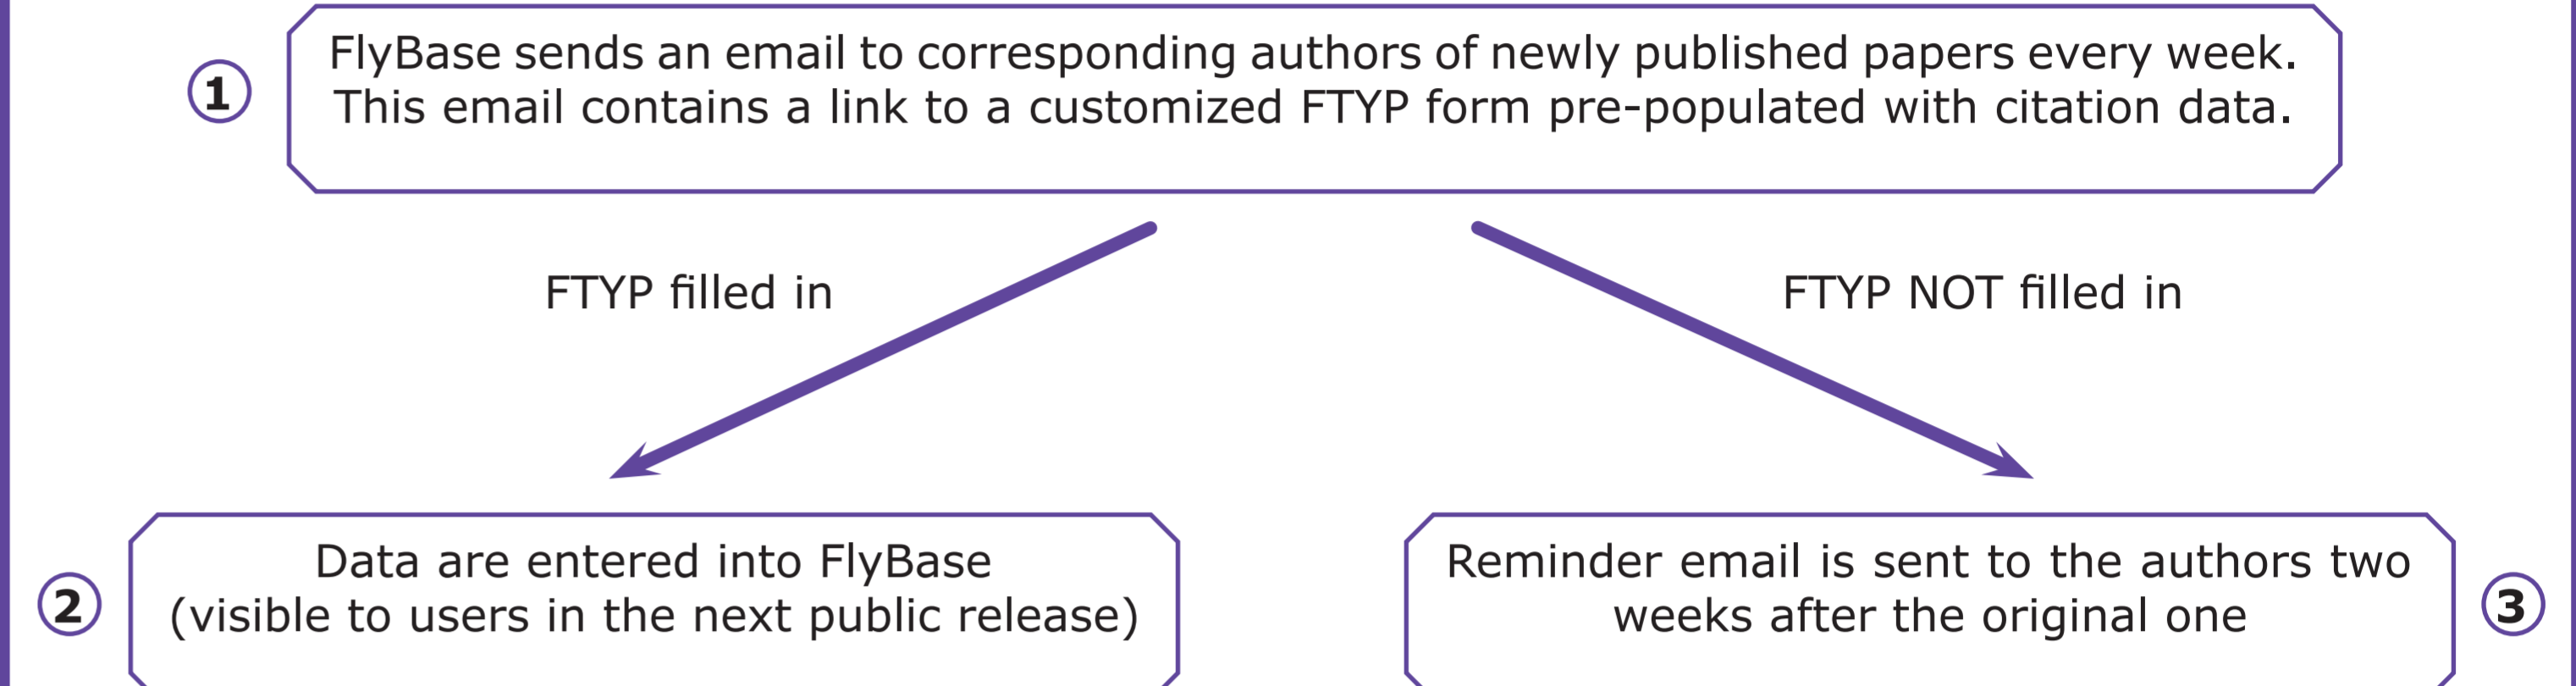 1
FlyBase sends an email to corresponding authors of newly published papers every week.
This email contains a link to a customized FTYP form pre-populated with citation data.
FTYP filled in
FTYP NOT filled in
2
Data are entered into FlyBase
(visible to users in the next public release)
Reminder email is sent to the authors two
weeks after the original one
3